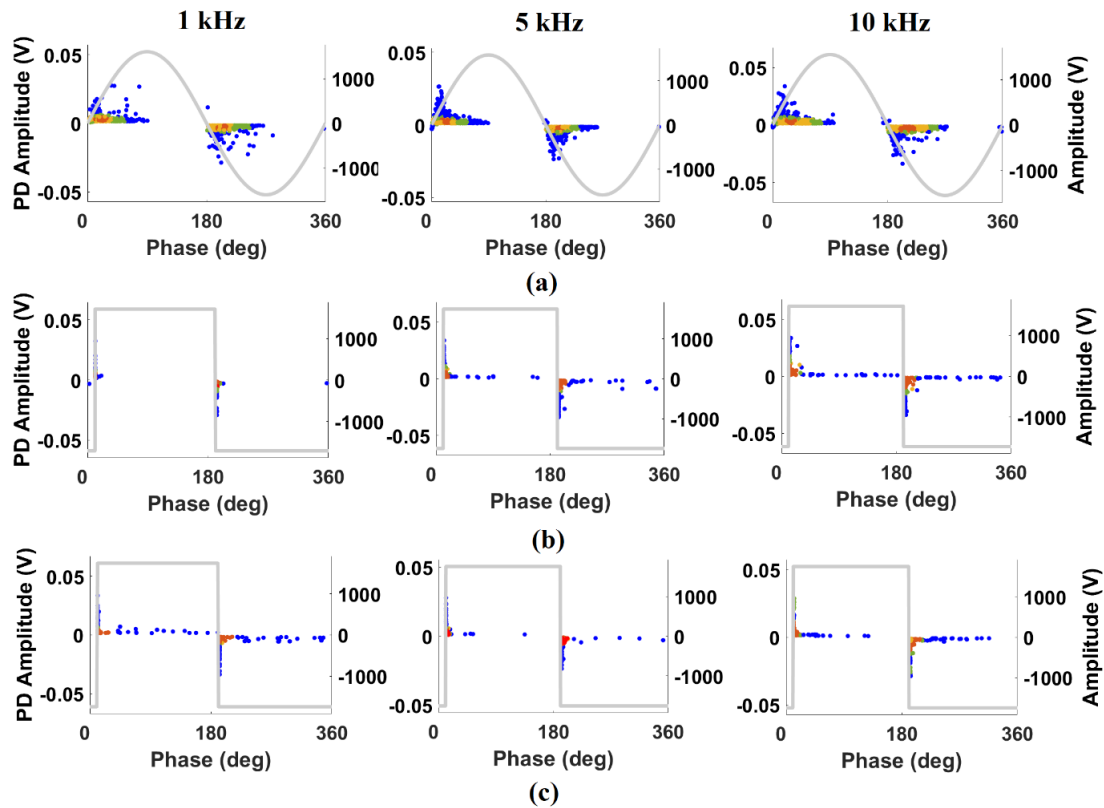 1 kHz 5 kHz 10 kHz
PD Amplitude (V) 0.05 0 -0.05 1000 0 -1000 0.05 0 -0.05 1000 0 -1000 0.05 0 -0.05 1000 0 -1000 Amplitude (V)
0 180 360 0 180 360 0 180 360
Phase (deg) Phase (deg) Phase (deg)
(a)
PD Amplitude (V) 0.05 0 -0.05 1000 0 -1000 0.05 0 -0.05 1000 0 -1000 0.05 0 -0.05 1000 0 -1000 Amplitude (V)
0 180 360 0 180 360 0 180 360
Phase (deg) Phase (deg) Phase (deg)
(b)
PD Amplitude (V) 0.05 0 -0.05 1000 0 -1000 0.05 0 -0.05 1000 0 -1000 0.05 0 -0.05 1000 0 -1000 Amplitude (V)
0 180 360 0 180 360 0 180 360
Phase (deg) Phase (deg) Phase (deg)
(c)